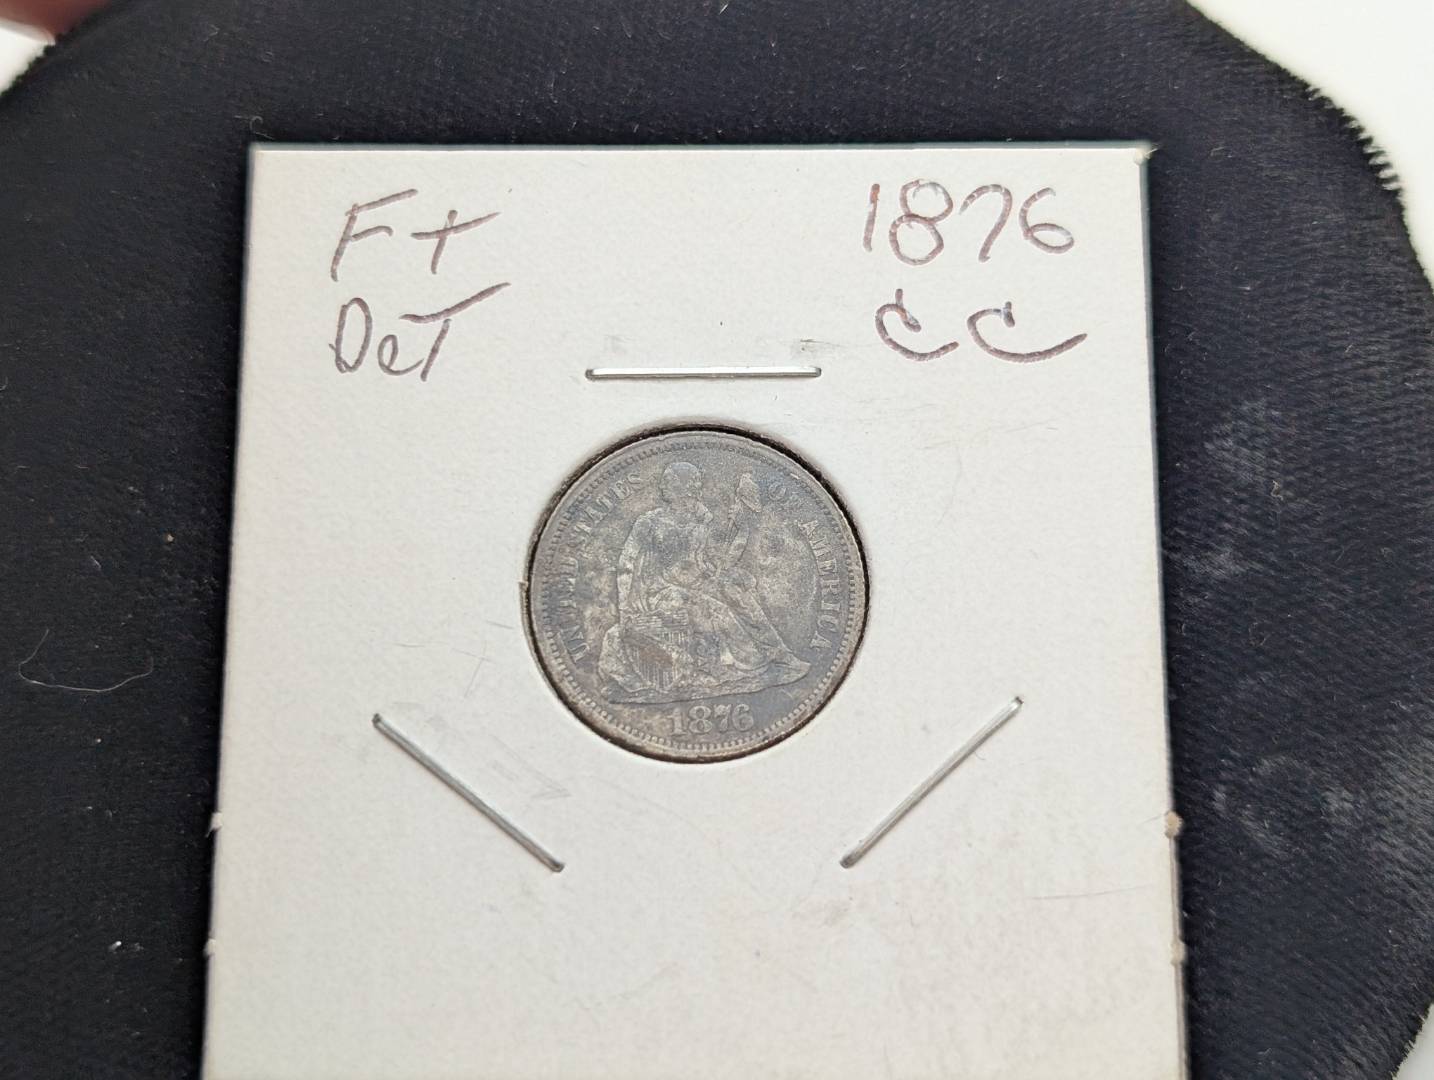 F+
DeT
1876
CC
UNITED STATES OF AMERICA
1876